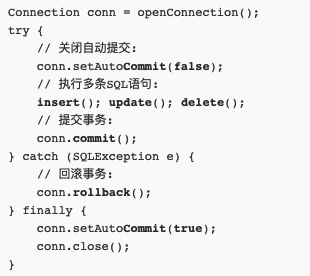 Connection conn = openConnection();
try {
    // 关闭自动提交:
    conn.setAutoCommit(false);
    // 执行多条SQL语句:
    insert(); update(); delete();
    // 提交事务:
    conn.commit();
} catch (SQLException e) {
    // 回滚事务:
    conn.rollback();
} finally {
    conn.setAutoCommit(true);
    conn.close();
}